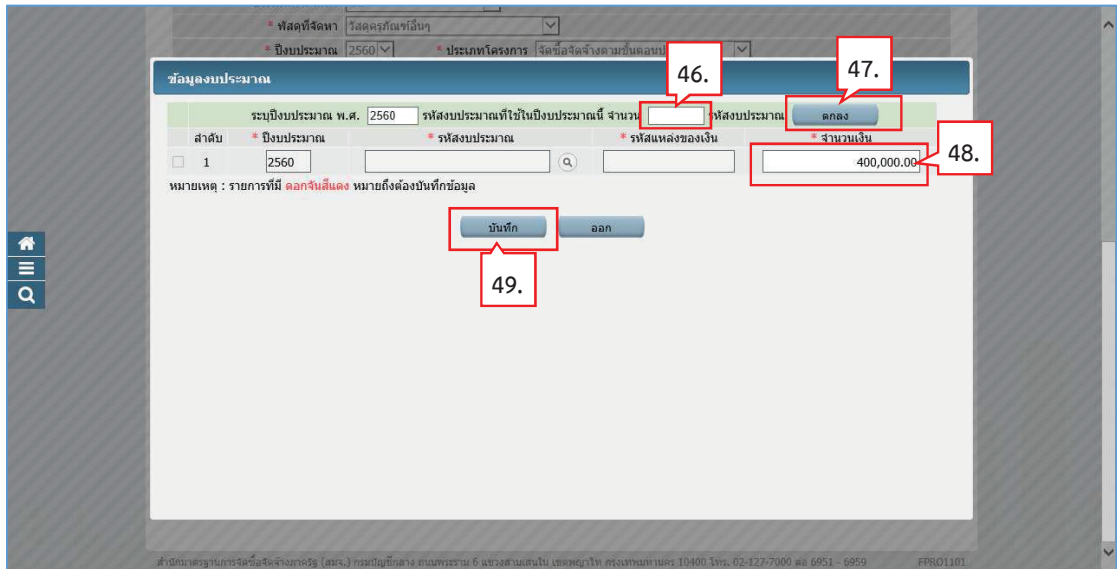 * พัสดุที่จัดหา วัสดุครุภัณฑ์อื่นๆ
* ปีงบประมาณ 2560 * ประเภทโครงการ จัดซื้อจัดจ้างตามขั้นตอน
ข้อมูลงบประมาณ
46.
47.
ระบุปีงบประมาณ พ.ศ. 2560 รหัสงบประมาณที่ใช้ในปีงบประมาณนี้ จำนวน รหัสงบประมาณ ตกลง
ลำดับ * ปีงบประมาณ * รหัสงบประมาณ * รหัสแหล่งของเงิน * จำนวนเงิน
1 2560 400,000.00
48.
หมายเหตุ : รายการที่มี ดอกจันสีแดง หมายถึงต้องบันทึกข้อมูล
บันทึก ออก
49.
สำนักมาตรฐานการจัดซื้อจัดจ้างภาครัฐ (สมจ.) กรมบัญชีกลาง ถนนพระราม 6 แขวงสามเสนใน เขตพญาไท กรุงเทพมหานคร 10400 โทร. 02-127-7000 ต่อ 6951 - 6959 FPRO1101